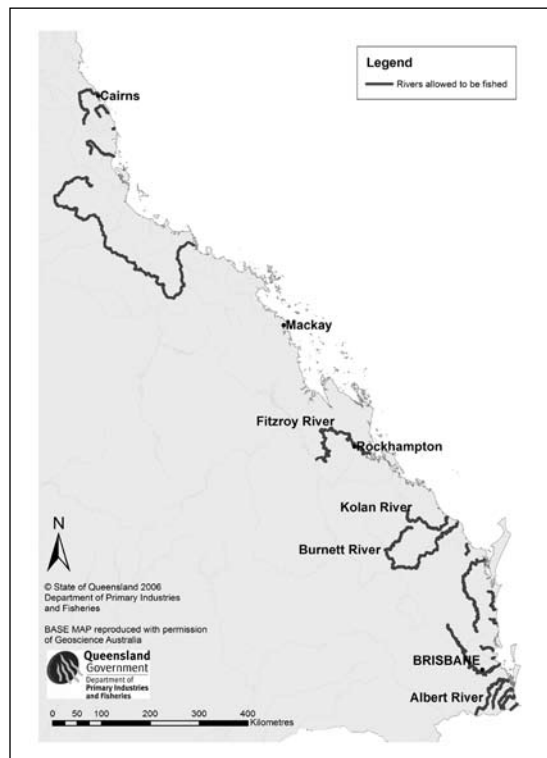 Legend
Rivers allowed to be fished
Cairns
Mackay
Fitzroy River
Rockhampton
Kolan River
Burnett River
N
© State of Queensland 2006
Department of Primary Industries
and Fisheries
BASE MAP reproduced with permission
of Geoscience Australia
Queensland
Government
Department of
Primary Industries
and Fisheries
BRISBANE
Albert River
0 50 100 200 300 400
Kilometres